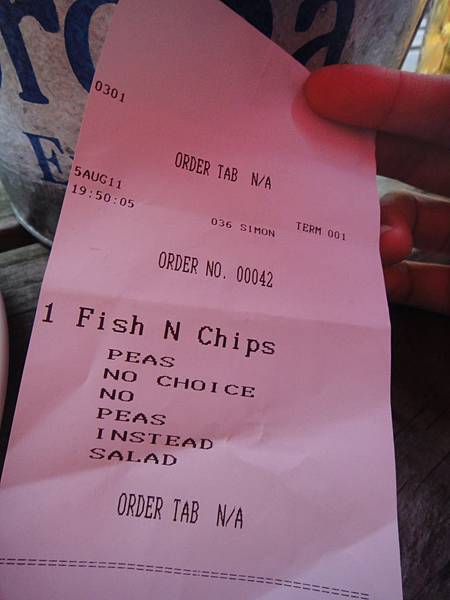 0301
ORDER TAB N/A
5AUG11
19:50:05
036 SIMON TERM 001
ORDER NO. 00042
1 Fish N Chips
PEAS
NO CHOICE
NO
PEAS
INSTEAD
SALAD
ORDER TAB N/A